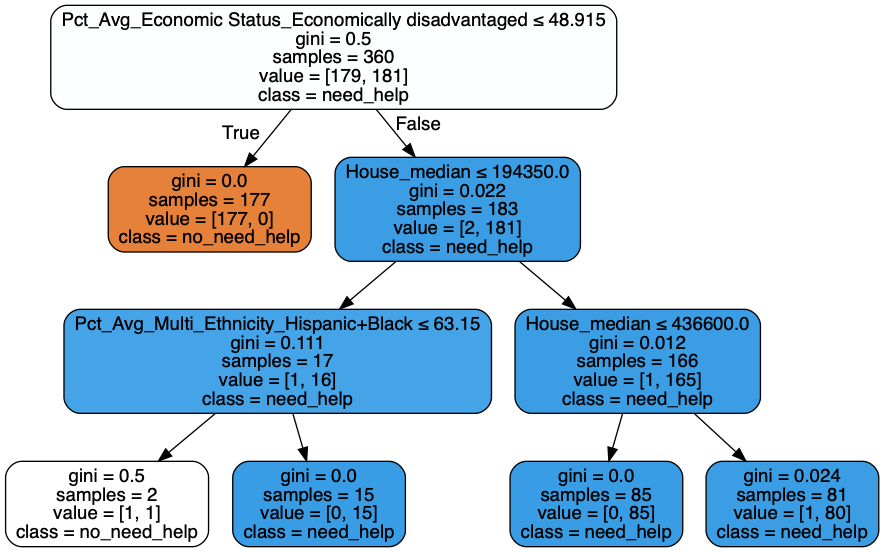 Pct_Avg_Economic Status_Economically disadvantaged ≤ 48.915
gini = 0.5
samples = 360
value = [179, 181]
class = need_help
True
False
gini = 0.0
samples = 177
value = [177, 0]
class = no_need_help
House_median ≤ 194350.0
gini = 0.022
samples = 183
value = [2, 181]
class = need_help
Pct_Avg_Multi_Ethnicity_Hispanic+Black ≤ 63.15
gini = 0.111
samples = 17
value = [1, 16]
class = need_help
House_median ≤ 436600.0
gini = 0.012
samples = 166
value = [1, 165]
class = need_help
gini = 0.5
samples = 2
value = [1, 1]
class = no_need_help
gini = 0.0
samples = 15
value = [0, 15]
class = need_help
gini = 0.0
samples = 85
value = [0, 85]
class = need_help
gini = 0.024
samples = 81
value = [1, 80]
class = need_help